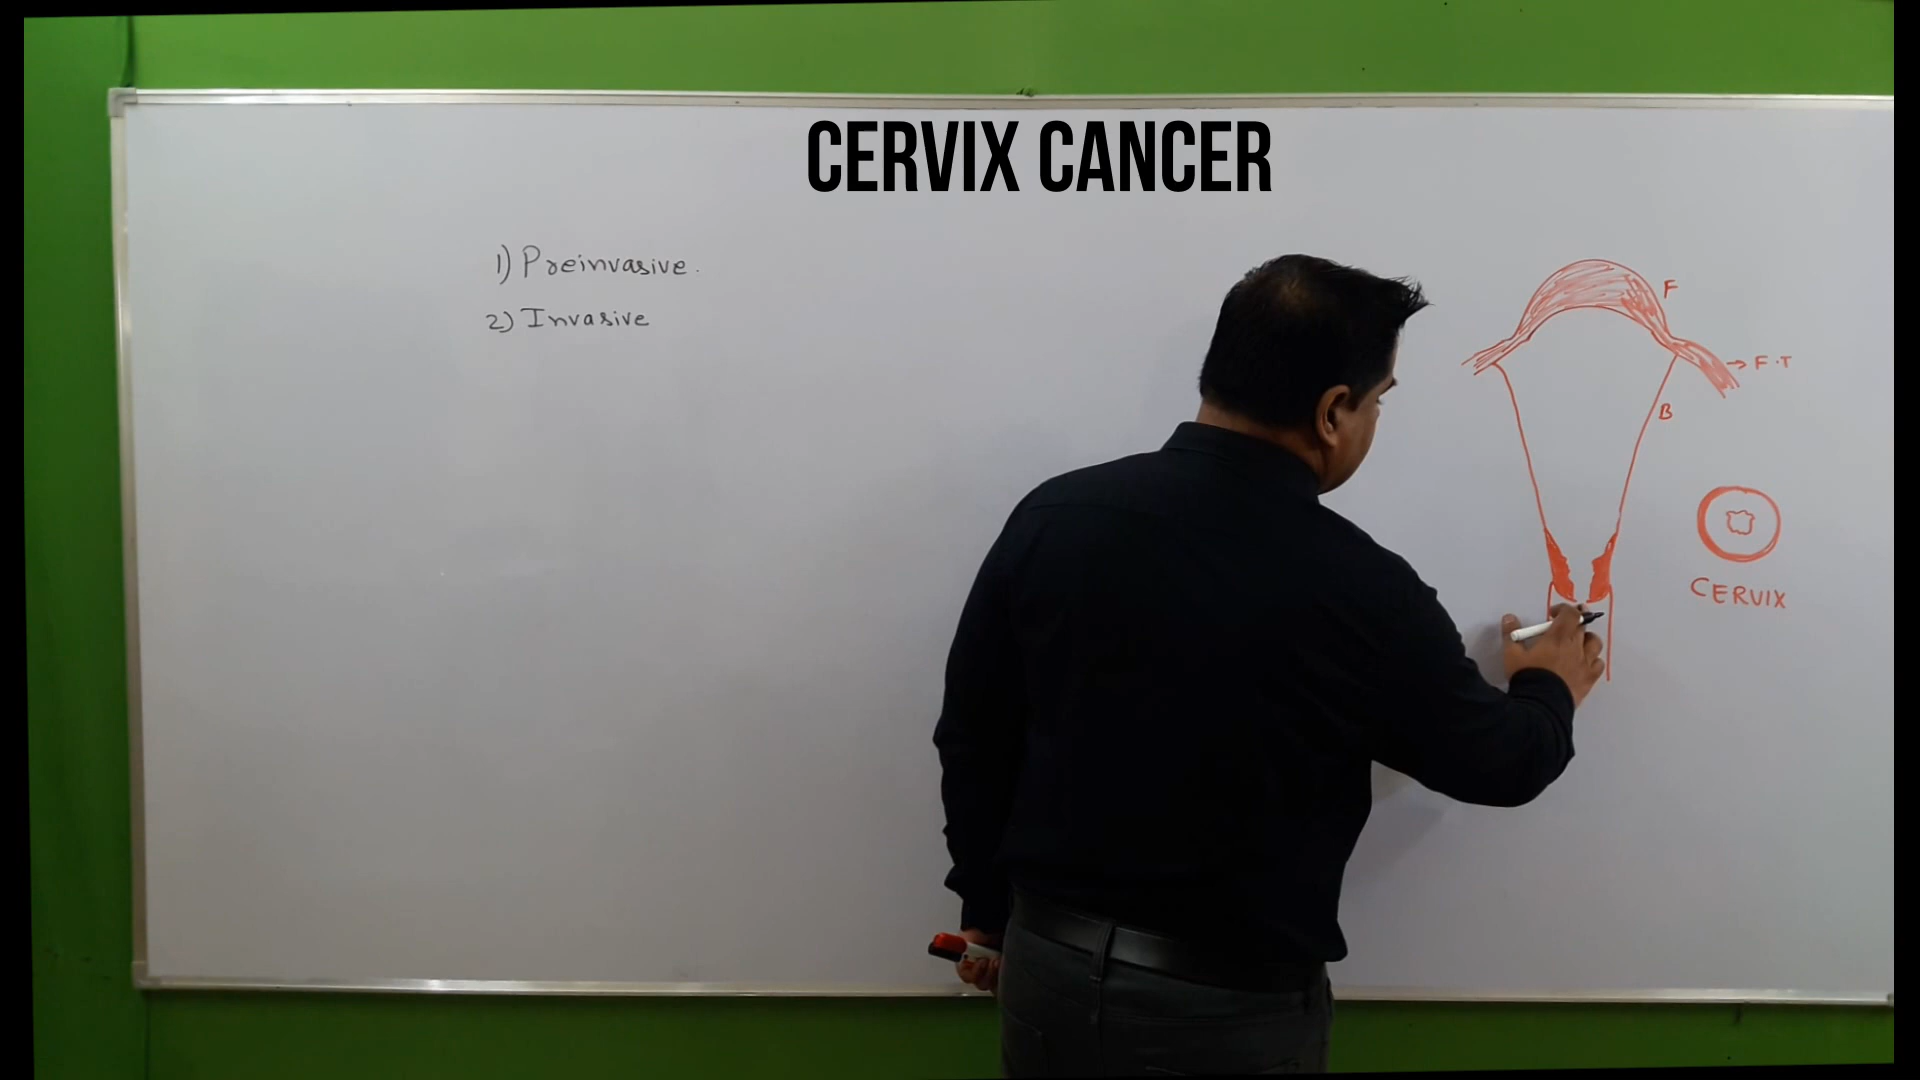 CERVIX CANCER
1) Preinvasive.
2) Invasive
F
→ F.T
B
CERVIX